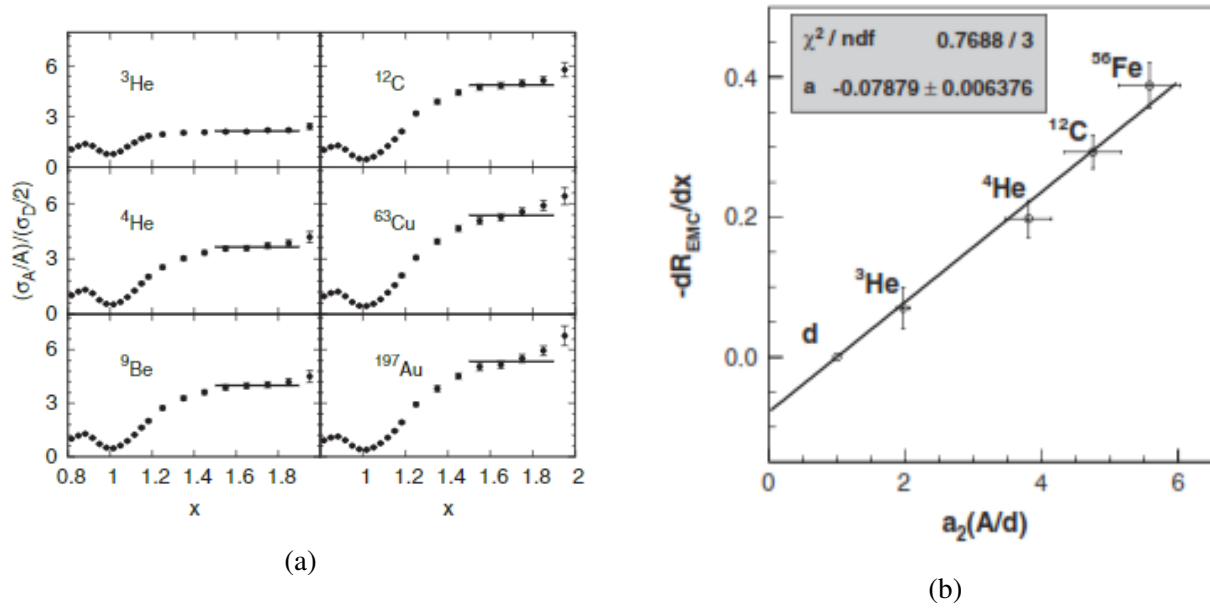 (σ_A/A)/(σ_D/2)
6
3
0
³He
¹²C
6
3
0
⁴He
⁶³Cu
6
3
0
⁹Be
¹⁹⁷Au
0.8 1 1.2 1.4 1.6 1.8 1 1.2 1.4 1.6 1.8 2
x x
(a)
-dR_EMC/dx
χ² / ndf 0.7688 / 3
a -0.07879 ± 0.006376
0.4
0.2
0.0
⁵⁶Fe
¹²C
⁴He
³He
d
0 2 4 6
a₂(A/d)
(b)